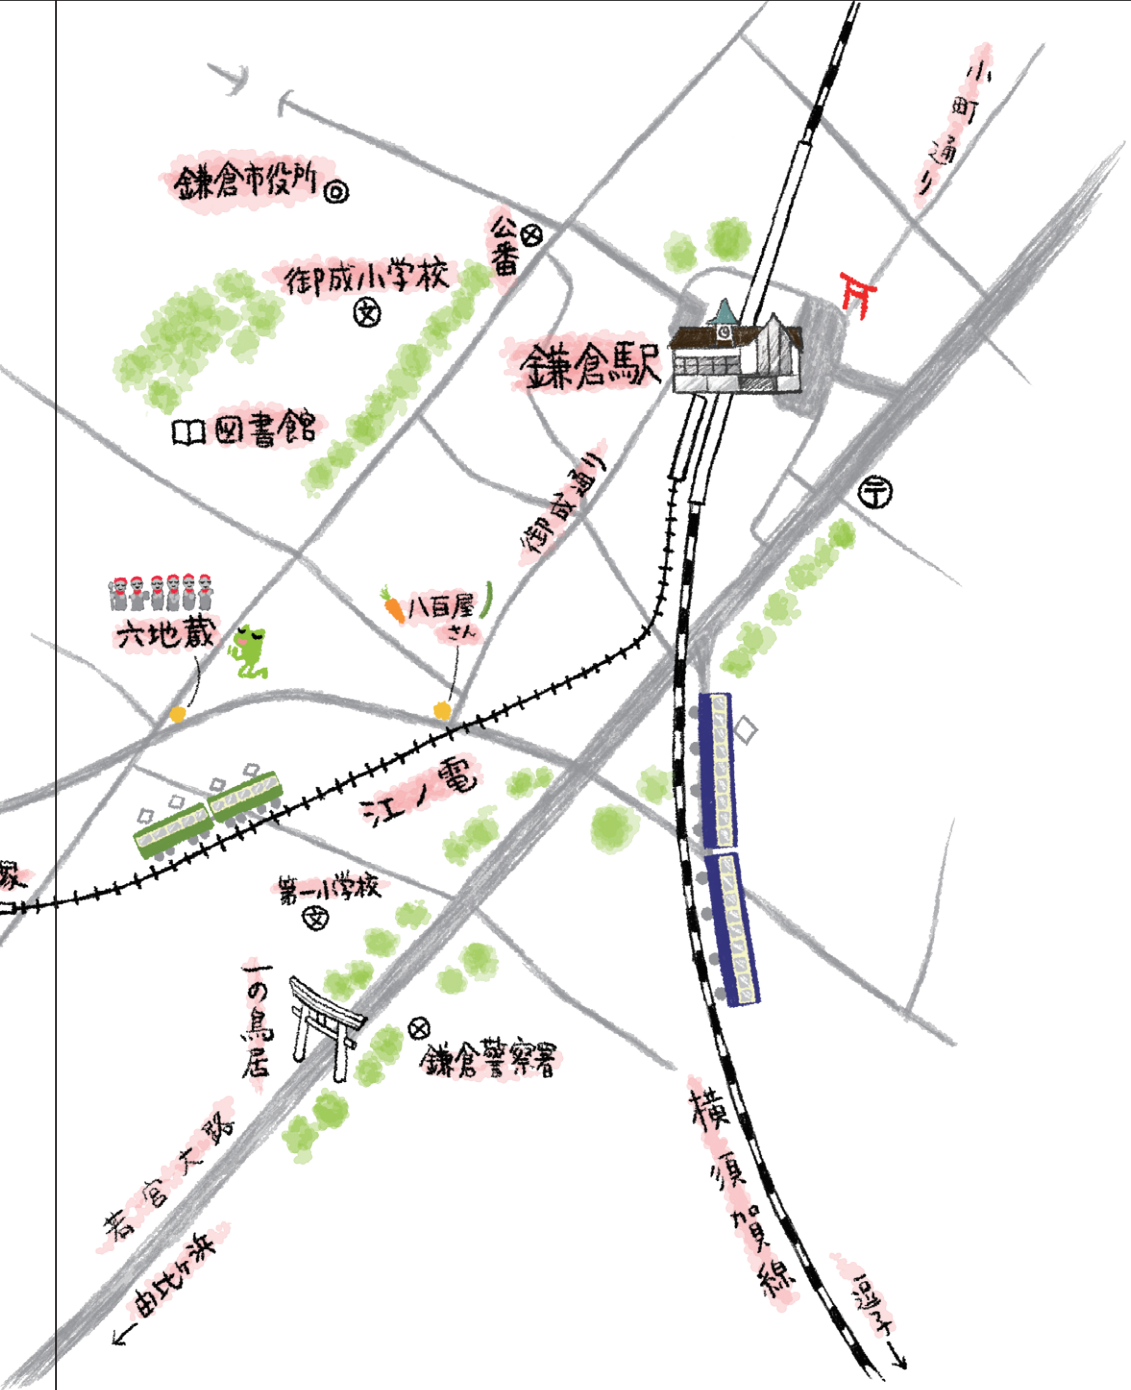 小町通り
鎌倉市役所
公番
御成小学校
鎌倉駅
図書館
御成通り
〒
六地蔵
八百屋
さん
江ノ電
塚
第一小学校
文
文
一の鳥居
鎌倉警察署
若宮大路
横須賀線
由比ヶ浜
逗子